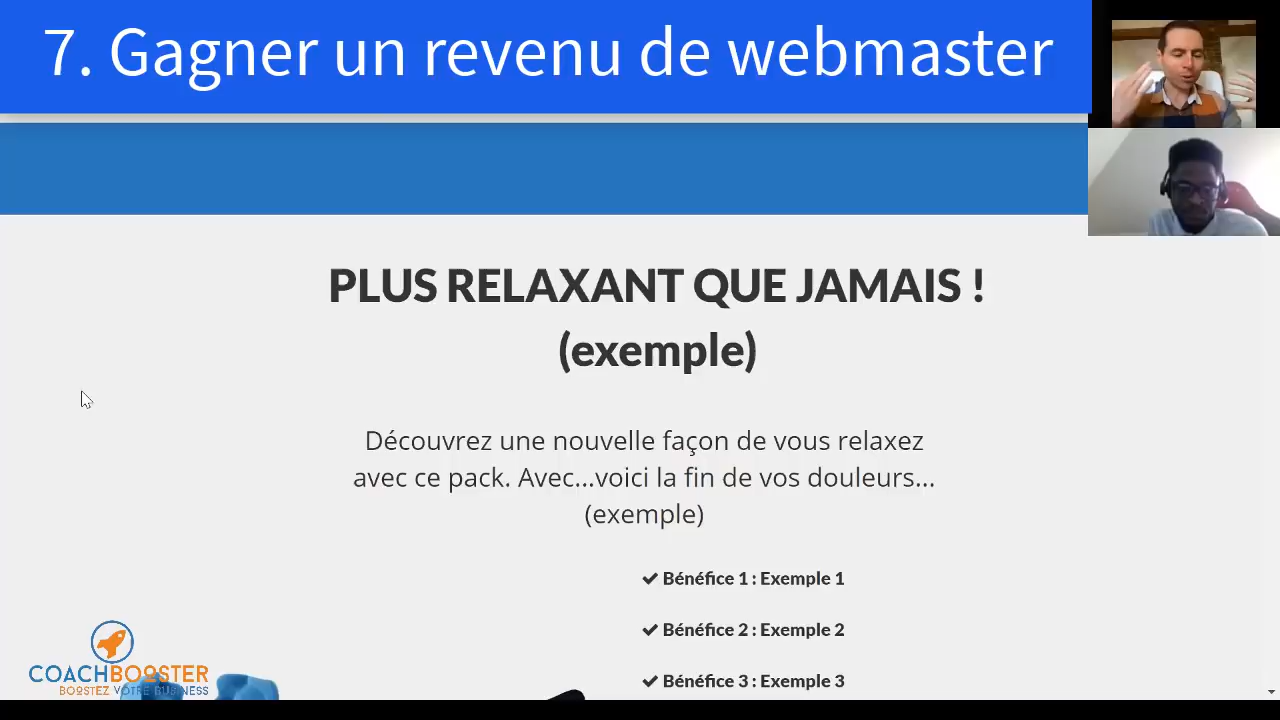 7. Gagner un revenu de webmaster
PLUS RELAXANT QUE JAMAIS !
(exemple)
Découvrez une nouvelle façon de vous relaxez
avec ce pack. Avec...voici la fin de vos douleurs...
(exemple)
Bénéfice 1 : Exemple 1
Bénéfice 2 : Exemple 2
Bénéfice 3 : Exemple 3
COACHBOOSTER
BOOSTEZ VOTRE BUSINESS